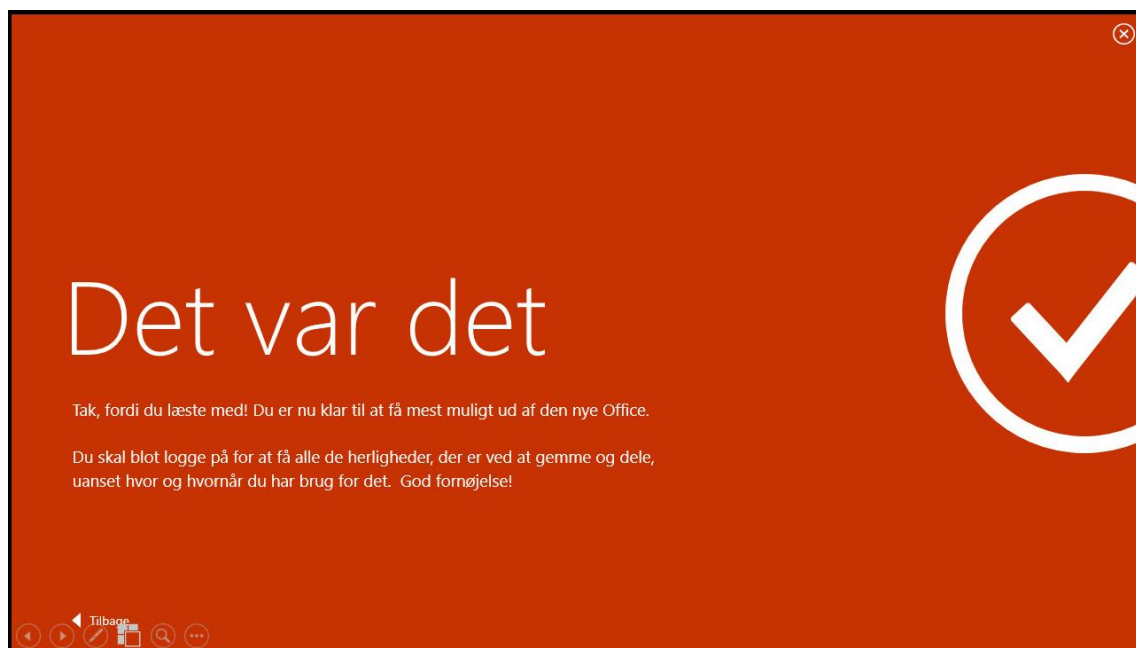 Det var det
Tak, fordi du læste med! Du er nu klar til at få mest muligt ud af den nye Office.
Du skal blot logge på for at få alle de herligheder, der er ved at gemme og dele,
uanset hvor og hvornår du har brug for det.  God fornøjelse!
Tilbage